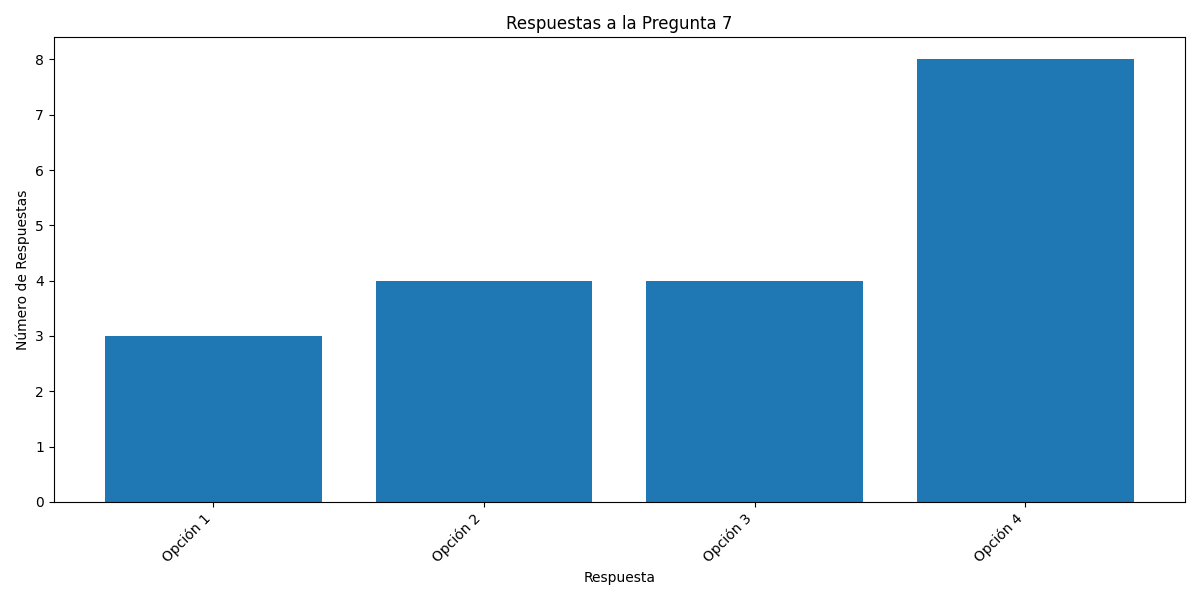 Respuestas a la Pregunta 7
Número de Respuestas
8
7
6
5
4
3
2
1
0
Opción 1
Opción 2
Opción 3
Opción 4
Respuesta